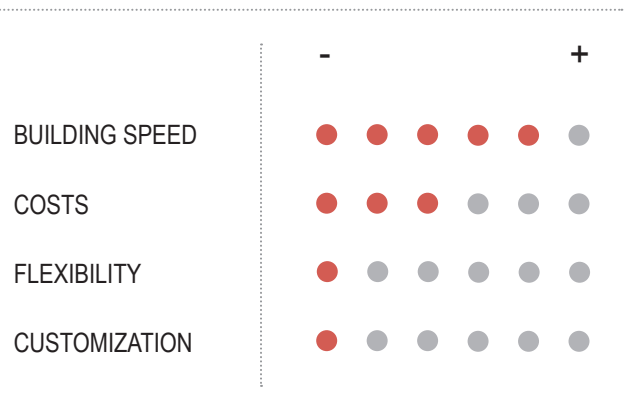 - +
BUILDING SPEED
COSTS
FLEXIBILITY
CUSTOMIZATION